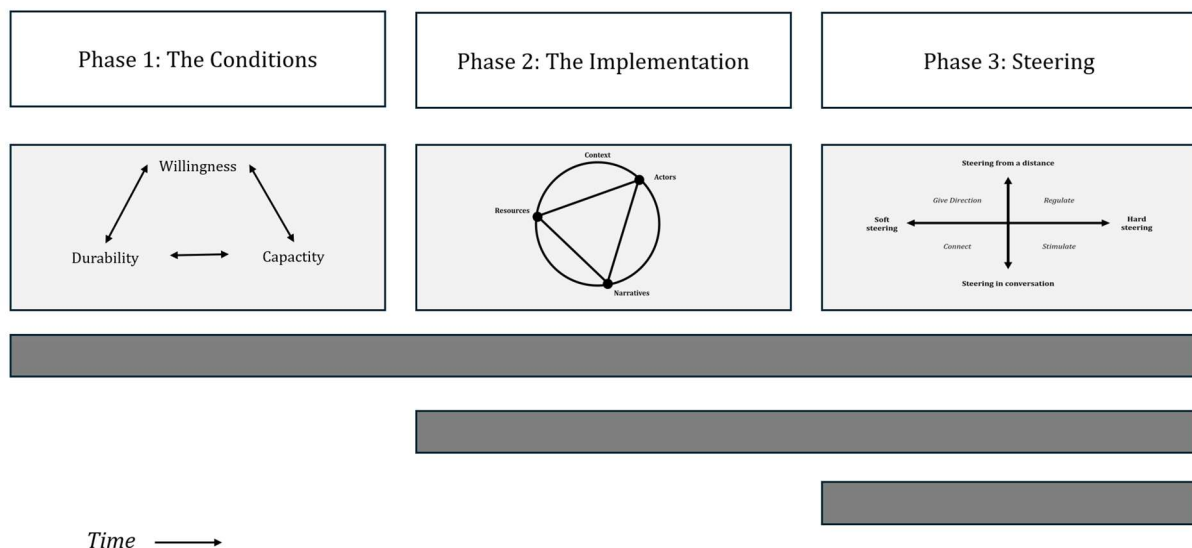 Phase 1: The Conditions
Phase 2: The Implementation
Phase 3: Steering
Willingness
Durability
Capactity
Context
Actors
Resources
Narratives
Steering from a distance
Give Direction
Regulate
Soft
steering
Hard
steering
Connect
Stimulate
Steering in conversation
Time